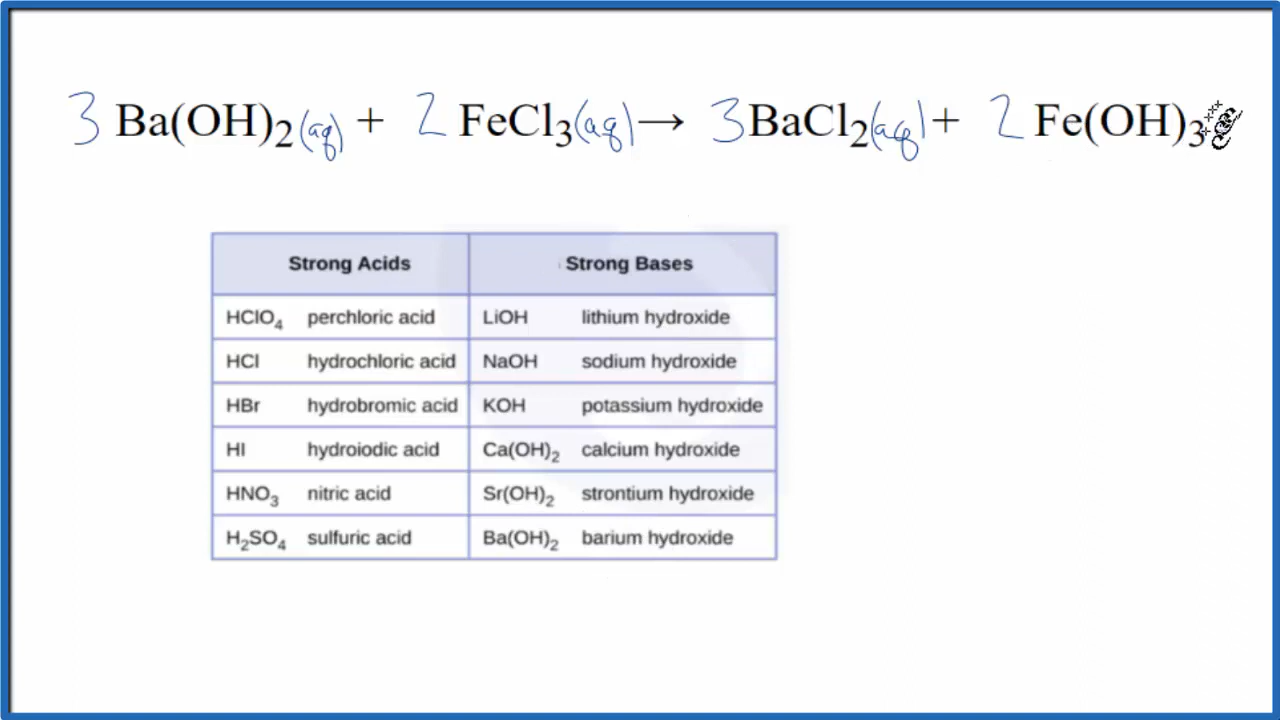 3 Ba(OH)₂(aq) + 2 FeCl₃(aq) → 3 BaCl₂(aq) + 2 Fe(OH)₃
Strong Acids Strong Bases
HClO₄ perchloric acid LiOH lithium hydroxide
HCl hydrochloric acid NaOH sodium hydroxide
HBr hydrobromic acid KOH potassium hydroxide
HI hydroiodic acid Ca(OH)₂ calcium hydroxide
HNO₃ nitric acid Sr(OH)₂ strontium hydroxide
H₂SO₄ sulfuric acid Ba(OH)₂ barium hydroxide